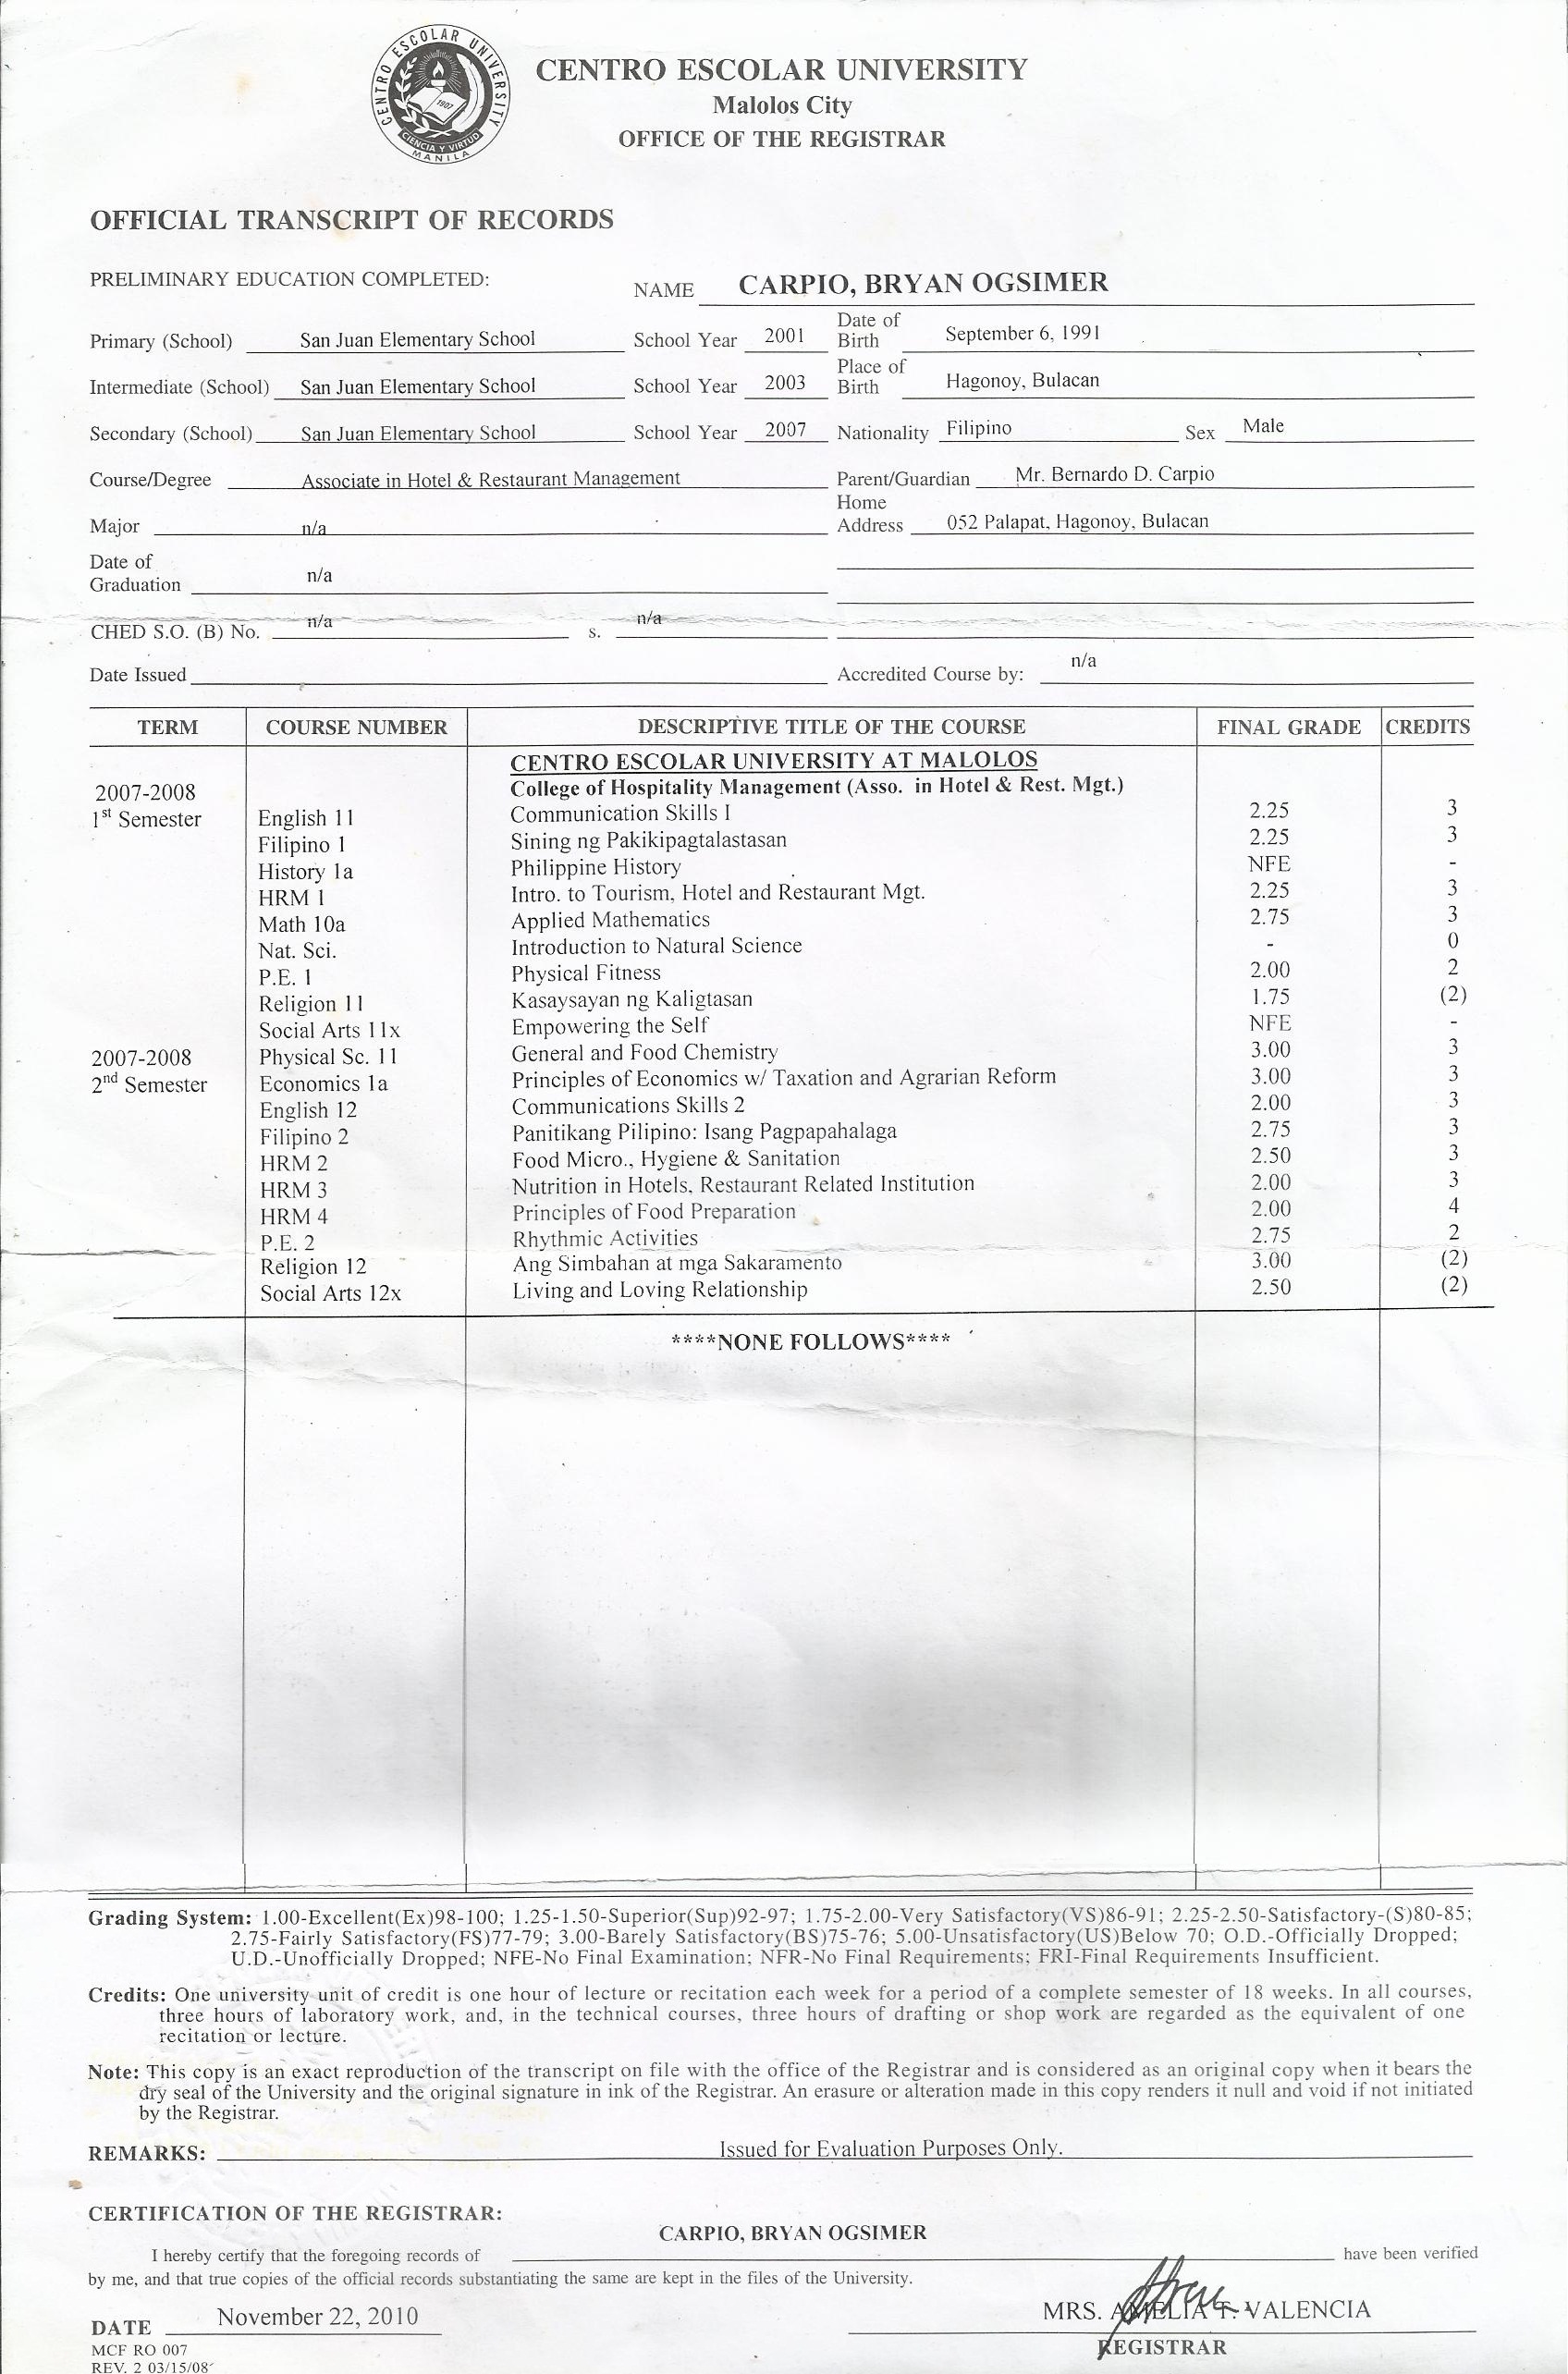 CENTRO ESCOLAR UNIVERSITY
MANILA
1907
CIENCIA Y VIRTUD
CENTRO ESCOLAR UNIVERSITY
Malolos City
OFFICE OF THE REGISTRAR
OFFICIAL TRANSCRIPT OF RECORDS
PRELIMINARY EDUCATION COMPLETED: NAME CARPIO, BRYAN OGSIMER
Primary (School) San Juan Elementary School School Year 2001 Date of Birth September 6, 1991
Intermediate (School) San Juan Elementary School School Year 2003 Place of Birth Hagonoy, Bulacan
Secondary (School) San Juan Elementary School School Year 2007 Nationality Filipino Sex Male
Course/Degree Associate in Hotel & Restaurant Management Parent/Guardian Mr. Bernardo D. Carpio
Major n/a Home Address 052 Palapat, Hagonoy, Bulacan
Date of Graduation n/a
CHED S.O. (B) No. n/a s. n/a
Date Issued Accredited Course by: n/a
TERM COURSE NUMBER DESCRIPTIVE TITLE OF THE COURSE FINAL GRADE CREDITS
CENTRO ESCOLAR UNIVERSITY AT MALOLOS
2007-2008 College of Hospitality Management (Asso. in Hotel & Rest. Mgt.)
1st Semester English 11 Communication Skills I 2.25 3
Filipino 1 Sining ng Pakikipagtalastasan 2.25 3
History 1a Philippine History NFE -
HRM 1 Intro. to Tourism, Hotel and Restaurant Mgt. 2.25 3
Math 10a Applied Mathematics 2.75 3
Nat. Sci. Introduction to Natural Science - 0
P.E. 1 Physical Fitness 2.00 2
Religion 11 Kasaysayan ng Kaligtasan 1.75 (2)
Social Arts 11x Empowering the Self NFE -
2007-2008 Physical Sc. 11 General and Food Chemistry 3.00 3
2nd Semester Economics 1a Principles of Economics w/ Taxation and Agrarian Reform 3.00 3
English 12 Communications Skills 2 2.00 3
Filipino 2 Panitikang Pilipino: Isang Pagpapahalaga 2.75 3
HRM 2 Food Micro., Hygiene & Sanitation 2.50 3
HRM 3 Nutrition in Hotels, Restaurant Related Institution 2.00 3
HRM 4 Principles of Food Preparation 2.00 4
P.E. 2 Rhythmic Activities 2.75 2
Religion 12 Ang Simbahan at mga Sakaramento 3.00 (2)
Social Arts 12x Living and Loving Relationship 2.50 (2)
****NONE FOLLOWS****
Grading System: 1.00-Excellent(Ex)98-100; 1.25-1.50-Superior(Sup)92-97; 1.75-2.00-Very Satisfactory(VS)86-91; 2.25-2.50-Satisfactory-(S)80-85;
2.75-Fairly Satisfactory(FS)77-79; 3.00-Barely Satisfactory(BS)75-76; 5.00-Unsatisfactory(US)Below 70; O.D.-Officially Dropped;
U.D.-Unofficially Dropped; NFE-No Final Examination; NFR-No Final Requirements; FRI-Final Requirements Insufficient.
Credits: One university unit of credit is one hour of lecture or recitation each week for a period of a complete semester of 18 weeks. In all courses,
three hours of laboratory work, and, in the technical courses, three hours of drafting or shop work are regarded as the equivalent of one
recitation or lecture.
Note: This copy is an exact reproduction of the transcript on file with the office of the Registrar and is considered as an original copy when it bears the
dry seal of the University and the original signature in ink of the Registrar. An erasure or alteration made in this copy renders it null and void if not initiated
by the Registrar.
REMARKS: Issued for Evaluation Purposes Only.
CERTIFICATION OF THE REGISTRAR:
CARPIO, BRYAN OGSIMER
I hereby certify that the foregoing records of have been verified
by me, and that true copies of the official records substantiating the same are kept in the files of the University.
DATE November 22, 2010 MRS. AMELIA T. VALENCIA
REGISTRAR
MCF RO 007
REV. 2 03/15/08